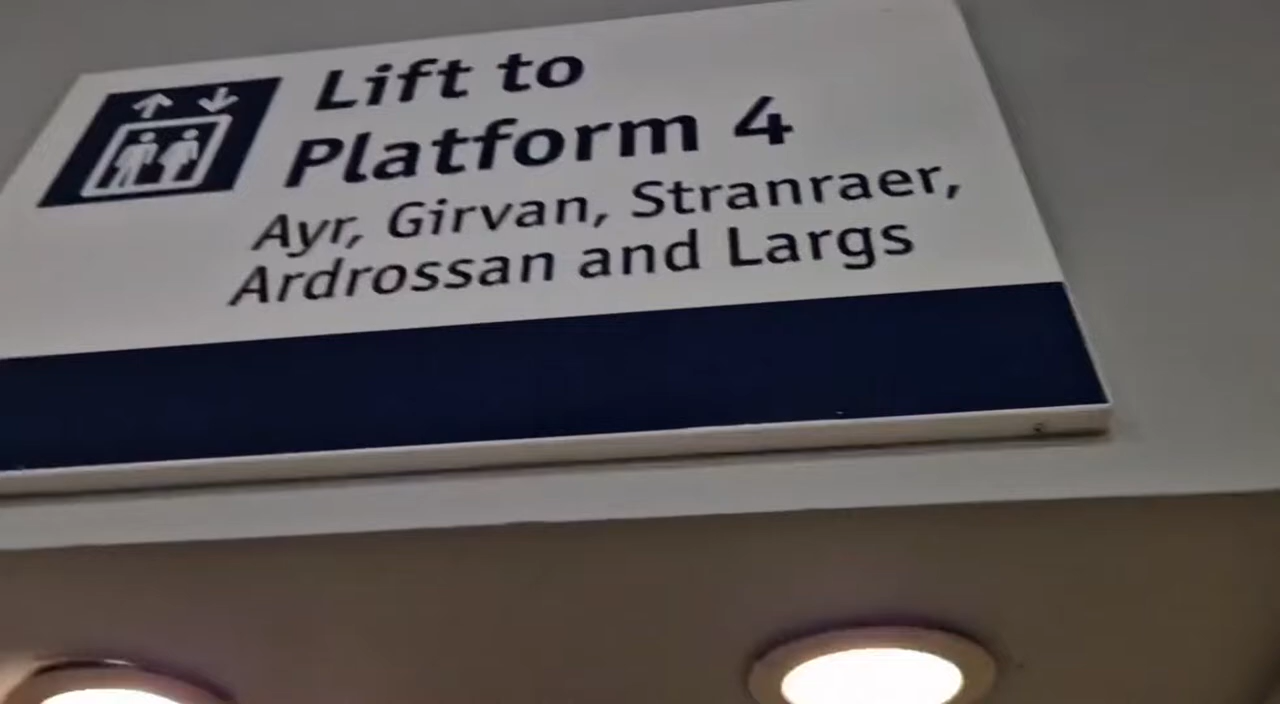 Lift to
Platform 4
Ayr, Girvan, Stranraer,
Ardrossan and Largs